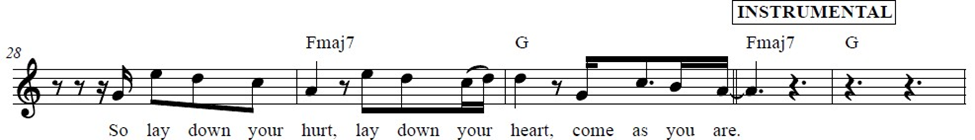 INSTRUMENTAL
28 Fmaj7 G Fmaj7 G
So lay down your hurt, lay down your heart, come as you are.